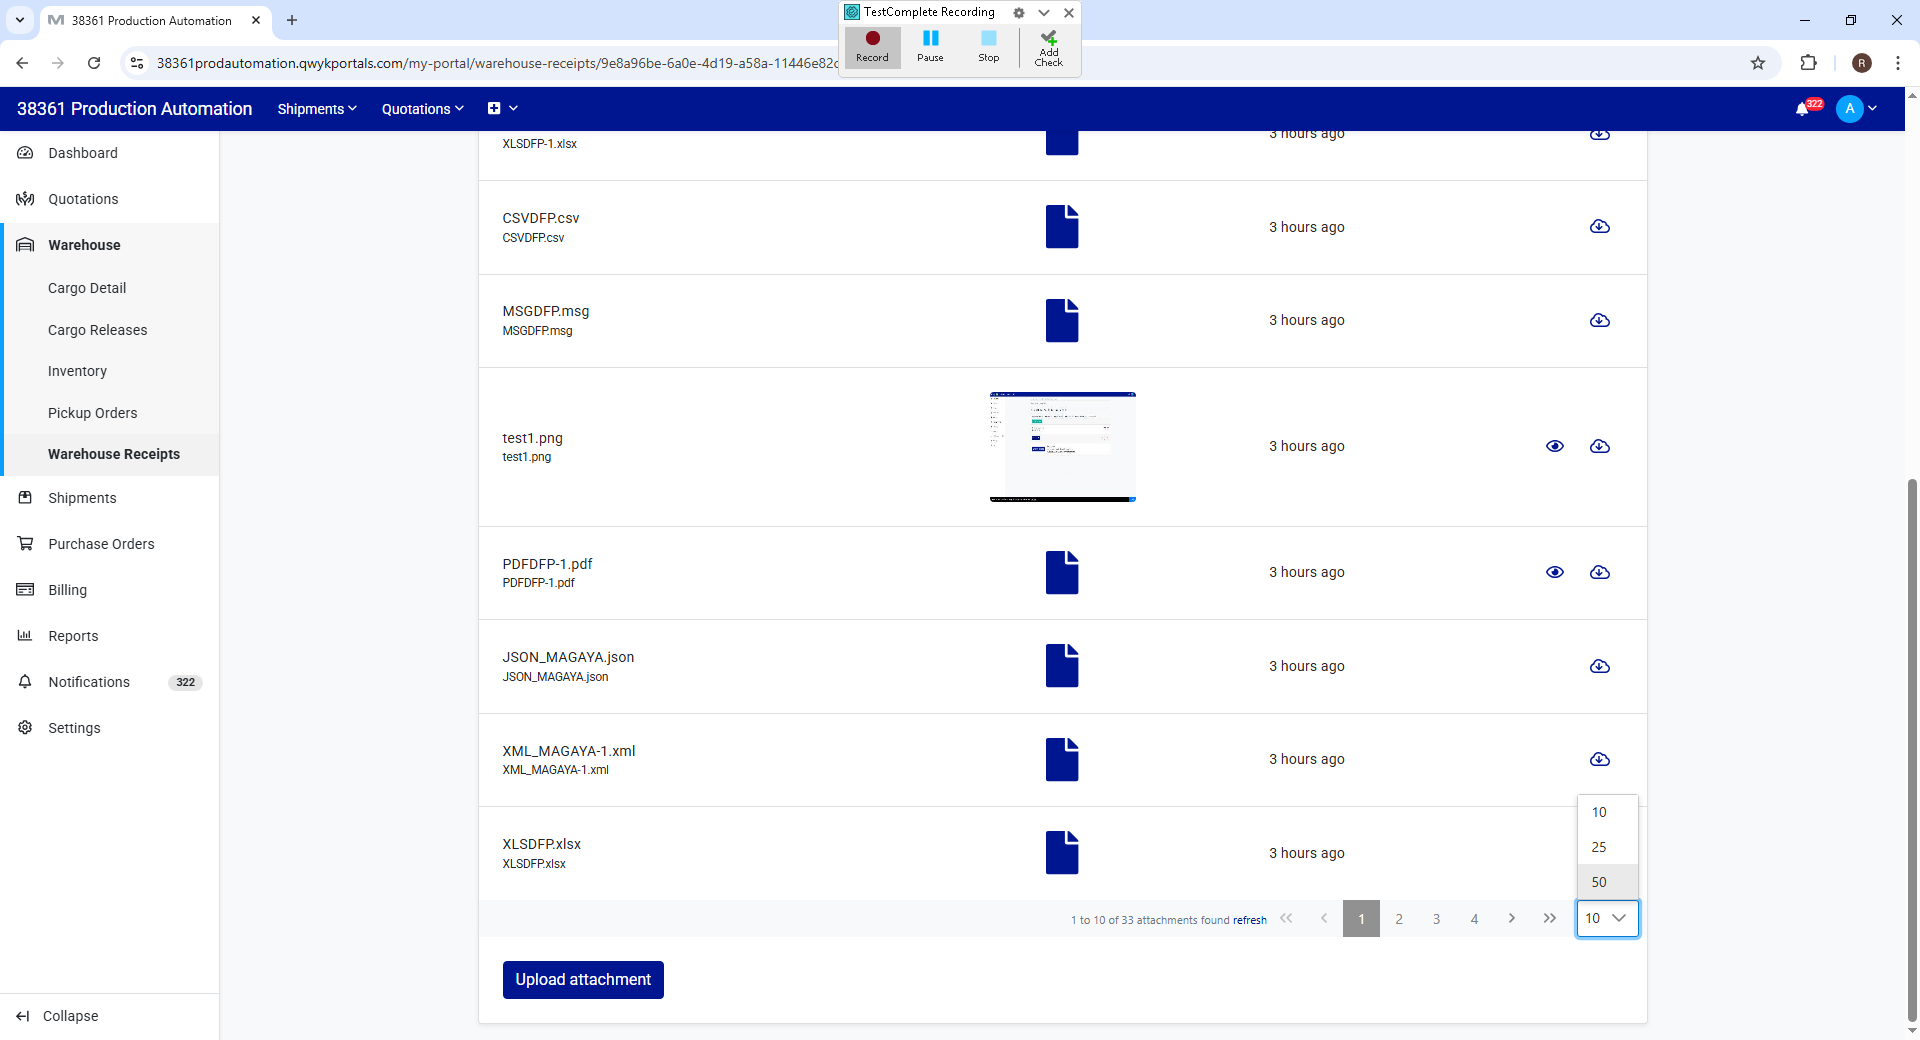 38361 Production Automation
TestComplete Recording
Record
Pause
Stop
Add
Check
38361prodautomation.qwykportals.com/my-portal/warehouse-receipts/9e8a96be-6a0e-4d19-a58a-11446e82c
R
38361 Production Automation
Shipments
Quotations
322
A
Dashboard
Quotations
Warehouse
Cargo Detail
Cargo Releases
Inventory
Pickup Orders
Warehouse Receipts
Shipments
Purchase Orders
Billing
Reports
Notifications
322
Settings
Collapse
XLSDFP-1.xlsx
3 hours ago
CSVDFP.csv
CSVDFP.csv
3 hours ago
MSGDFP.msg
MSGDFP.msg
3 hours ago
test1.png
test1.png
3 hours ago
PDFDFP-1.pdf
PDFDFP-1.pdf
3 hours ago
JSON_MAGAYA.json
JSON_MAGAYA.json
3 hours ago
XML_MAGAYA-1.xml
XML_MAGAYA-1.xml
3 hours ago
XLSDFP.xlsx
XLSDFP.xlsx
3 hours ago
10
25
50
1 to 10 of 33 attachments found refresh
1
2
3
4
10
Upload attachment